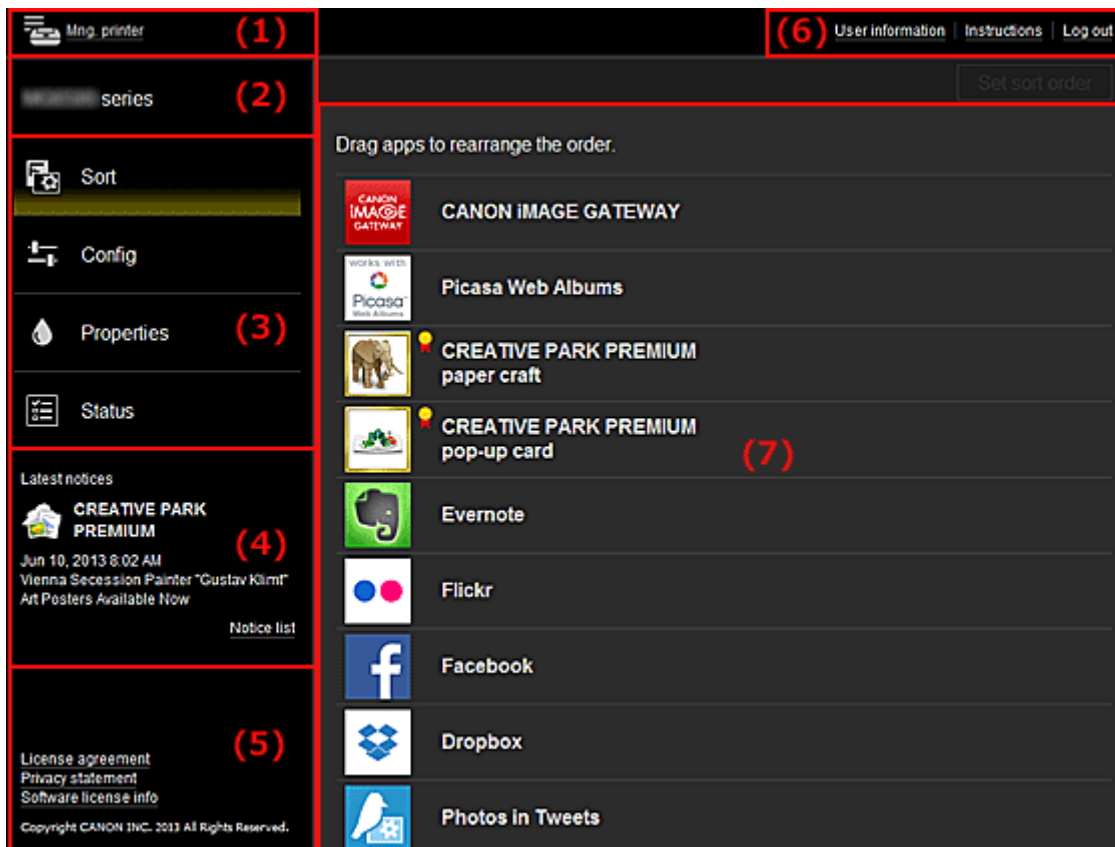 Mng. printer
(1)
(6)
User information
Instructions
Log out
series
(2)
Set sort order
Drag apps to rearrange the order.
Sort
Config
Properties
(3)
Status
Latest notices
CREATIVE PARK
PREMIUM
(4)
Jun 10, 2013 8:02 AM
Vienna Secession Painter "Gustav Klimt"
Art Posters Available Now
Notice list
(5)
License agreement
Privacy statement
Software license info
Copyright CANON INC. 2013 All Rights Reserved.
CANON
iMAGE
GATEWAY
CANON iMAGE GATEWAY
works with
Picasa
Web Albums
Picasa Web Albums
CREATIVE PARK PREMIUM
paper craft
CREATIVE PARK PREMIUM
pop-up card
(7)
Evernote
Flickr
f
Facebook
Dropbox
Photos in Tweets